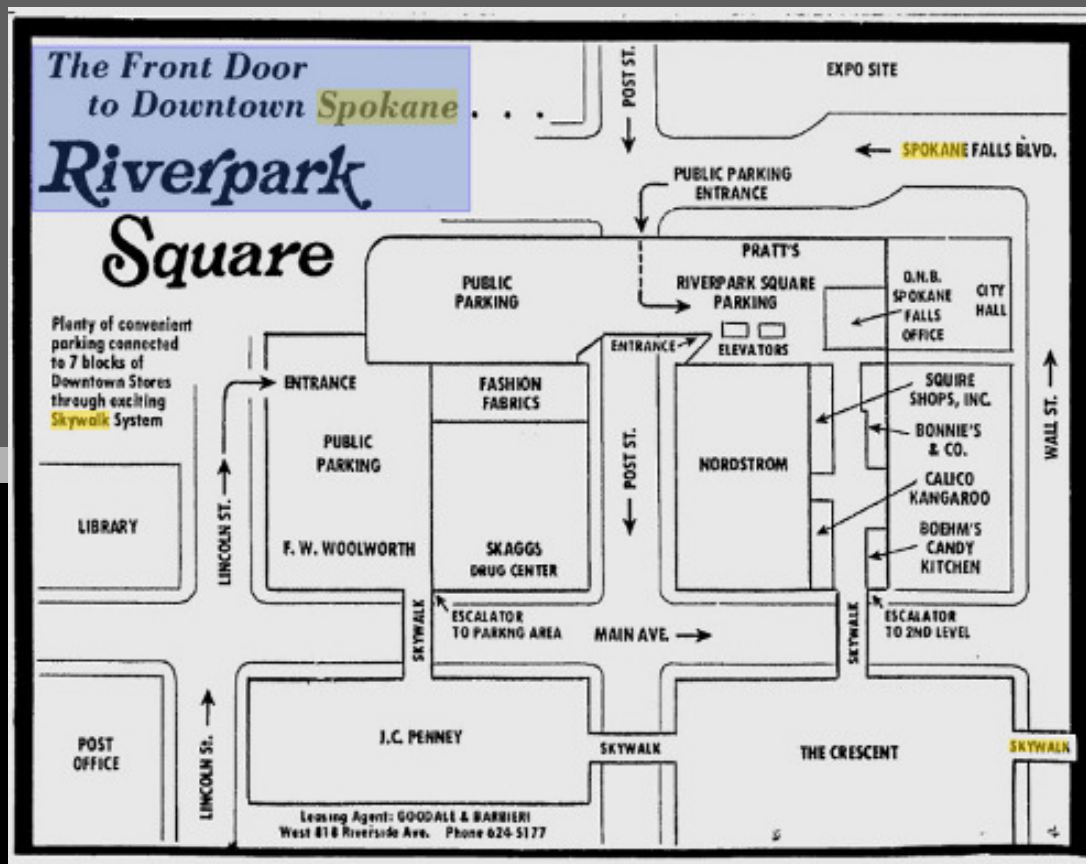 The Front Door
to Downtown Spokane . . .
Riverpark
Square
Plenty of convenient
parking connected
to 7 blocks of
Downtown Stores
through exciting
Skywalk System
POST ST.
EXPO SITE
SPOKANE FALLS BLVD.
PUBLIC PARKING
ENTRANCE
PUBLIC
PARKING
PRATT'S
RIVERPARK SQUARE
PARKING
ENTRANCE
ELEVATORS
O.N.B.
SPOKANE
FALLS
OFFICE
CITY
HALL
ENTRANCE
PUBLIC
PARKING
F. W. WOOLWORTH
FASHION
FABRICS
SKAGGS
DRUG CENTER
POST ST.
NORDSTROM
SQUIRE
SHOPS, INC.
BONNIE'S
& CO.
CALICO
KANGAROO
BOEHM'S
CANDY
KITCHEN
WALL ST.
LIBRARY
LINCOLN ST.
SKYWALK
ESCALATOR
TO PARKNG AREA
MAIN AVE.
SKYWALK
ESCALATOR
TO 2ND LEVEL
POST
OFFICE
LINCOLN St.
J.C. PENNEY
SKYWALK
THE CRESCENT
SKYWALK
Leasing Agent: GOODALE & BARBIERI
West 818 Riverside Ave. Phone 624-5177